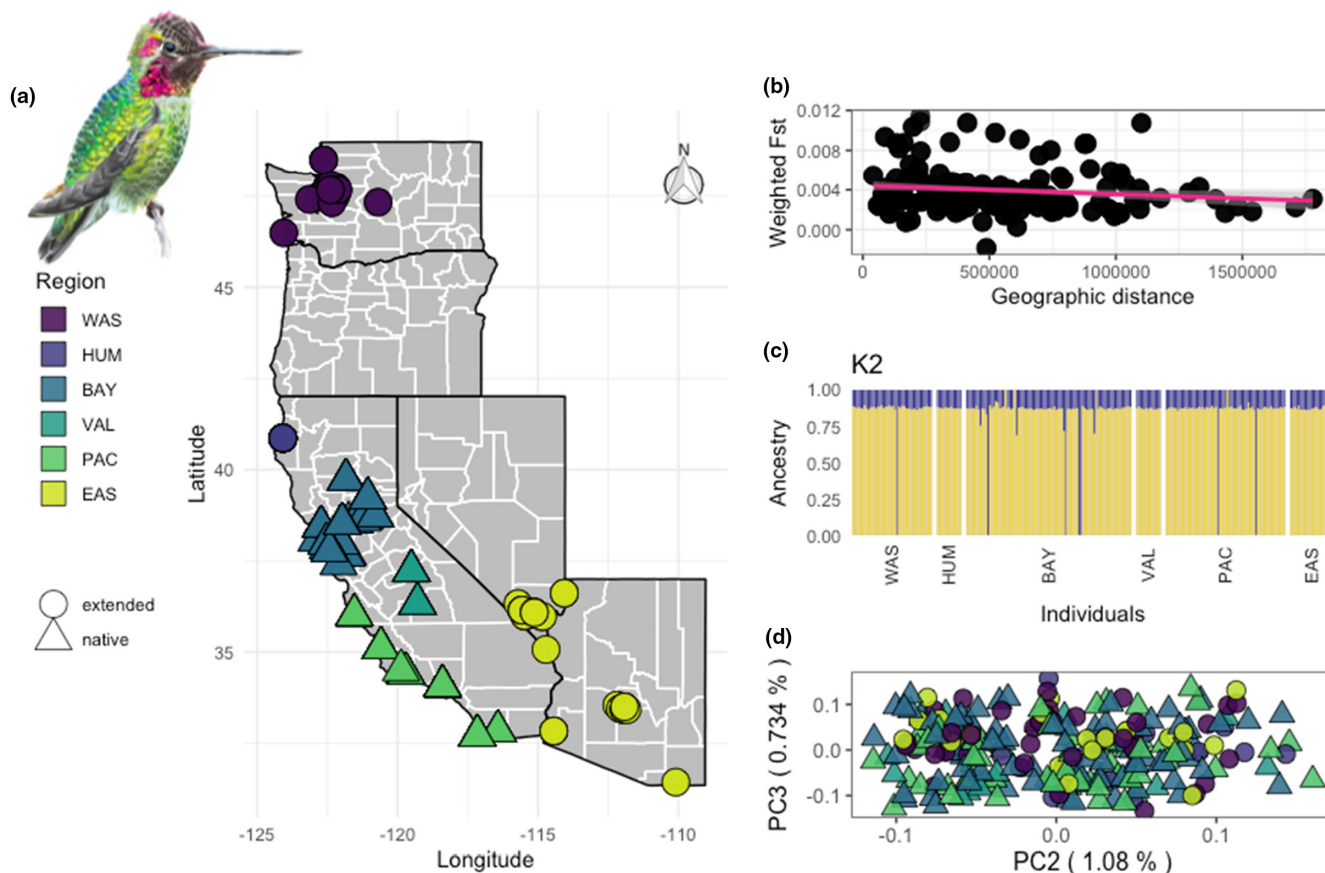 (a)
N
Region
WAS
HUM
BAY
VAL
PAC
EAS
extended
native
Latitude
45
40
35
-125
-120
-115
-110
Longitude
(b)
Weighted Fst
0.012
0.008
0.004
0.000
0
500000
1000000
1500000
Geographic distance
(c)
K2
Ancestry
1.00
0.75
0.50
0.25
0.00
WAS
HUM
BAY
VAL
PAC
EAS
Individuals
(d)
PC3 ( 0.734 % )
0.1
0.0
-0.1
-0.1
0.0
0.1
PC2 ( 1.08 % )